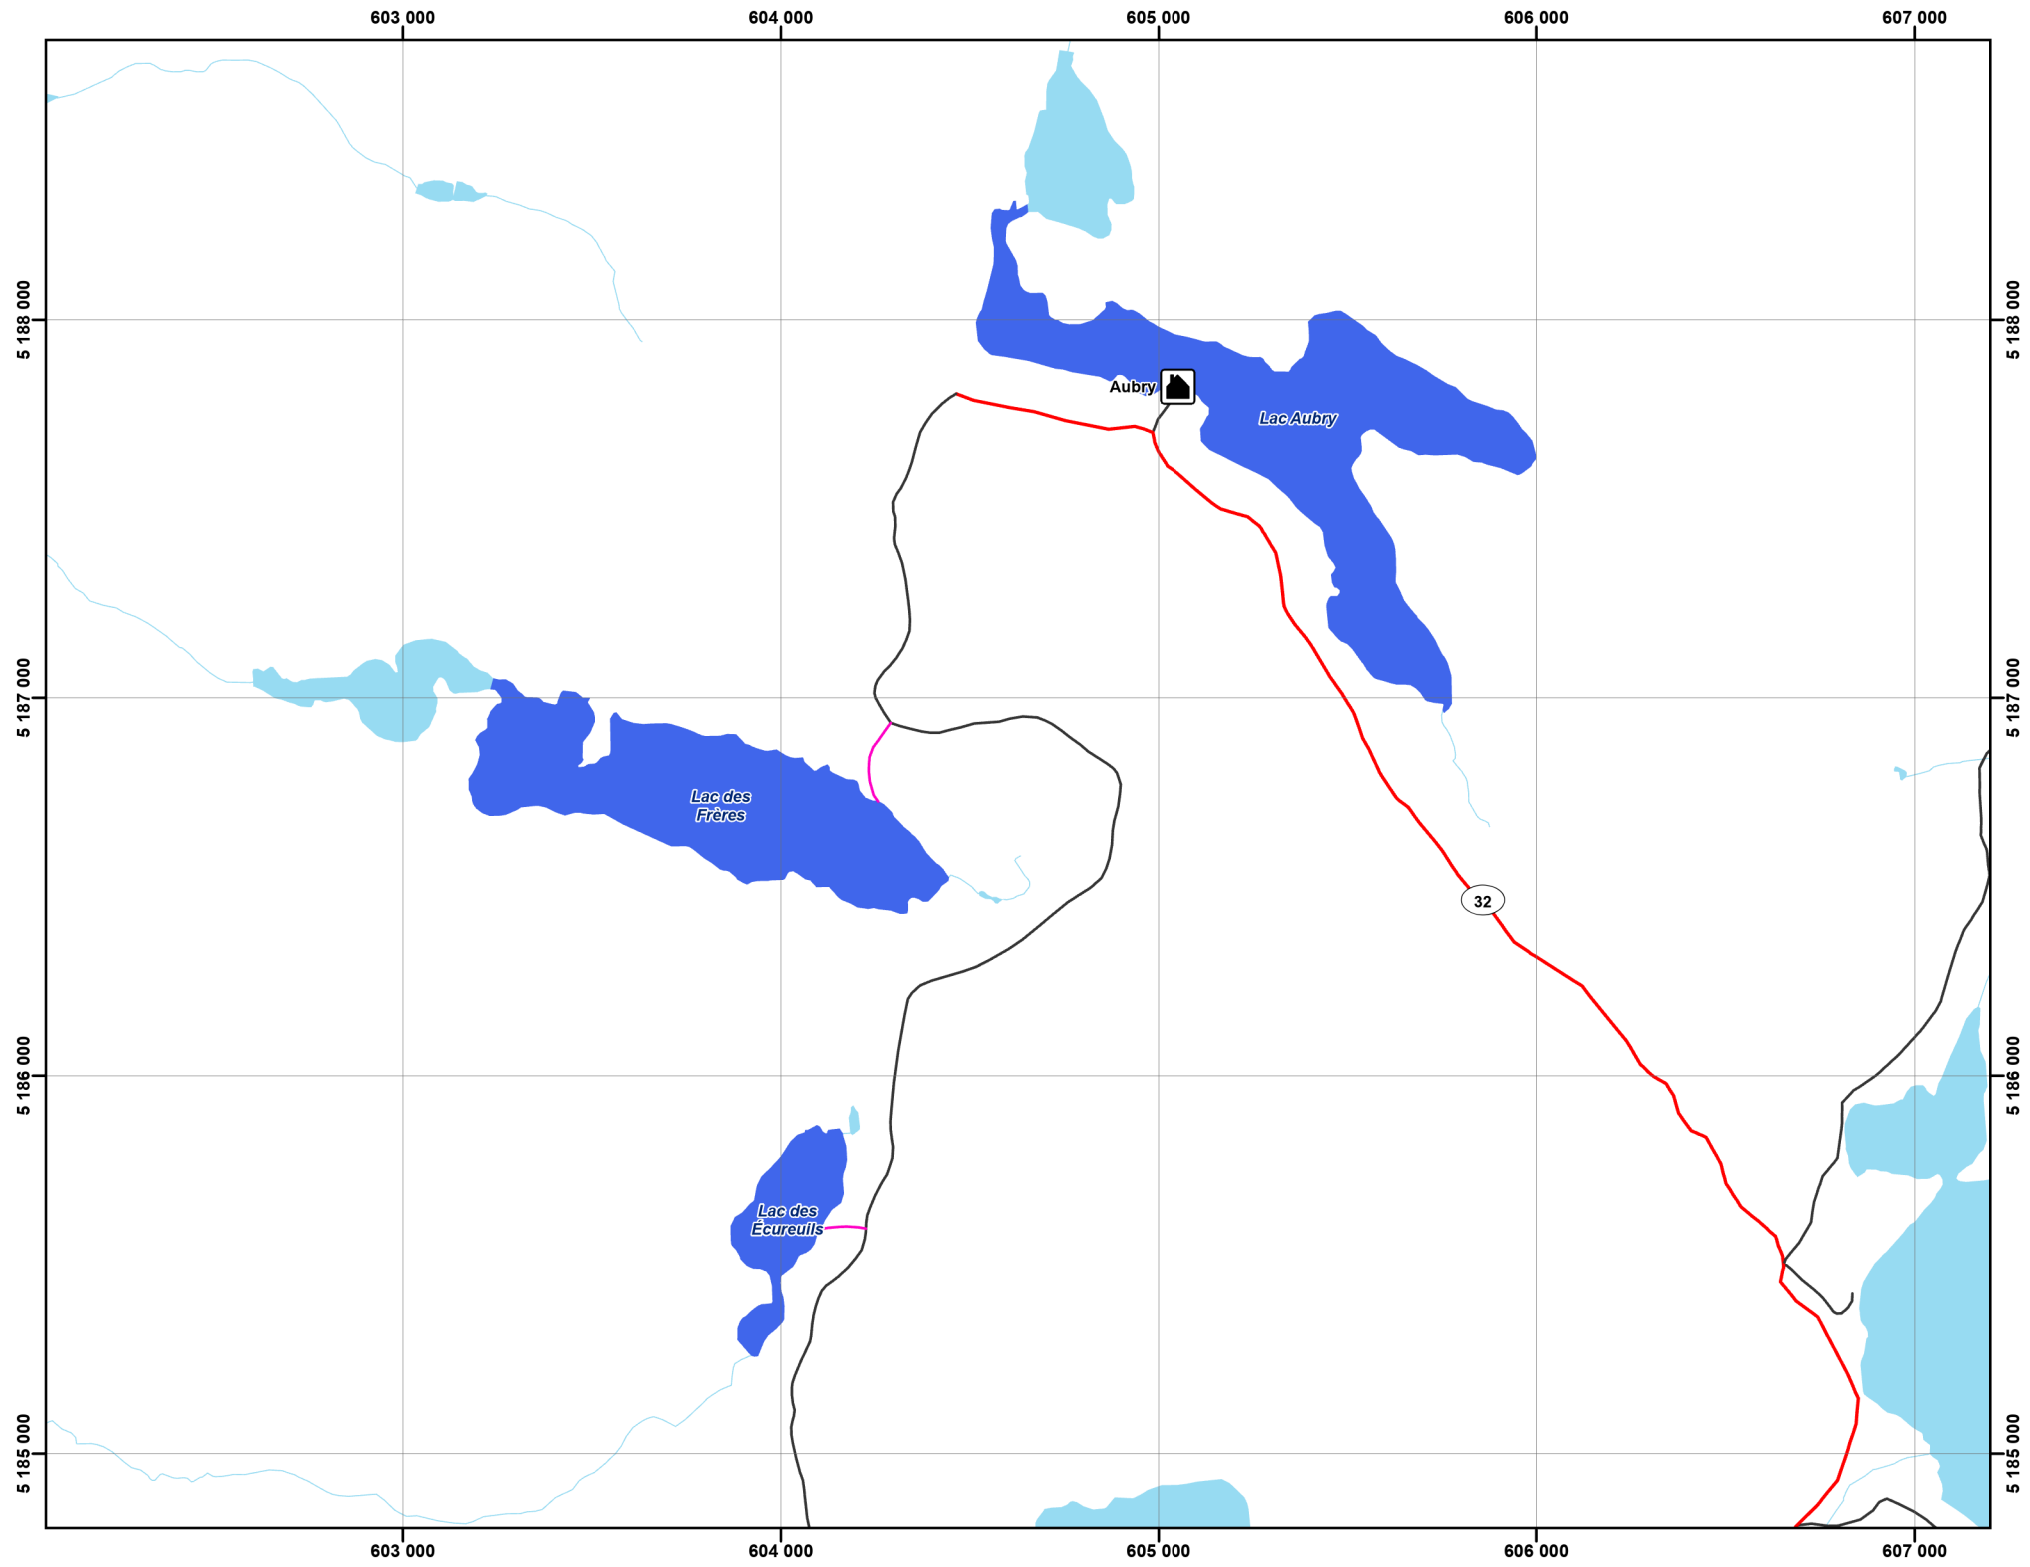 603 000 604 000 605 000 606 000 607 000
5 188 000 5 188 000
Aubry
Lac Aubry
5 187 000 5 187 000
Lac des
Frères
32
5 186 000 5 186 000
Lac des
Écureuils
5 185 000 5 185 000
603 000 604 000 605 000 606 000 607 000